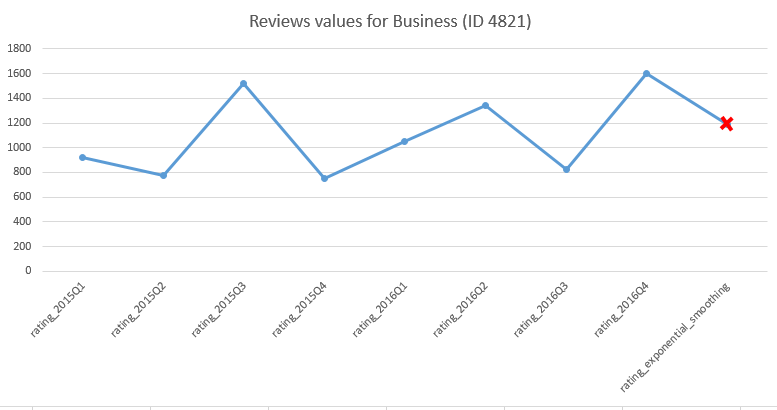 Reviews values for Business (ID 4821)
1800
1600
1400
1200
1000
800
600
400
200
0
rating_2015Q1
rating_2015Q2
rating_2015Q3
rating_2015Q4
rating_2016Q1
rating_2016Q2
rating_2016Q3
rating_2016Q4
rating_exponential_smoothing